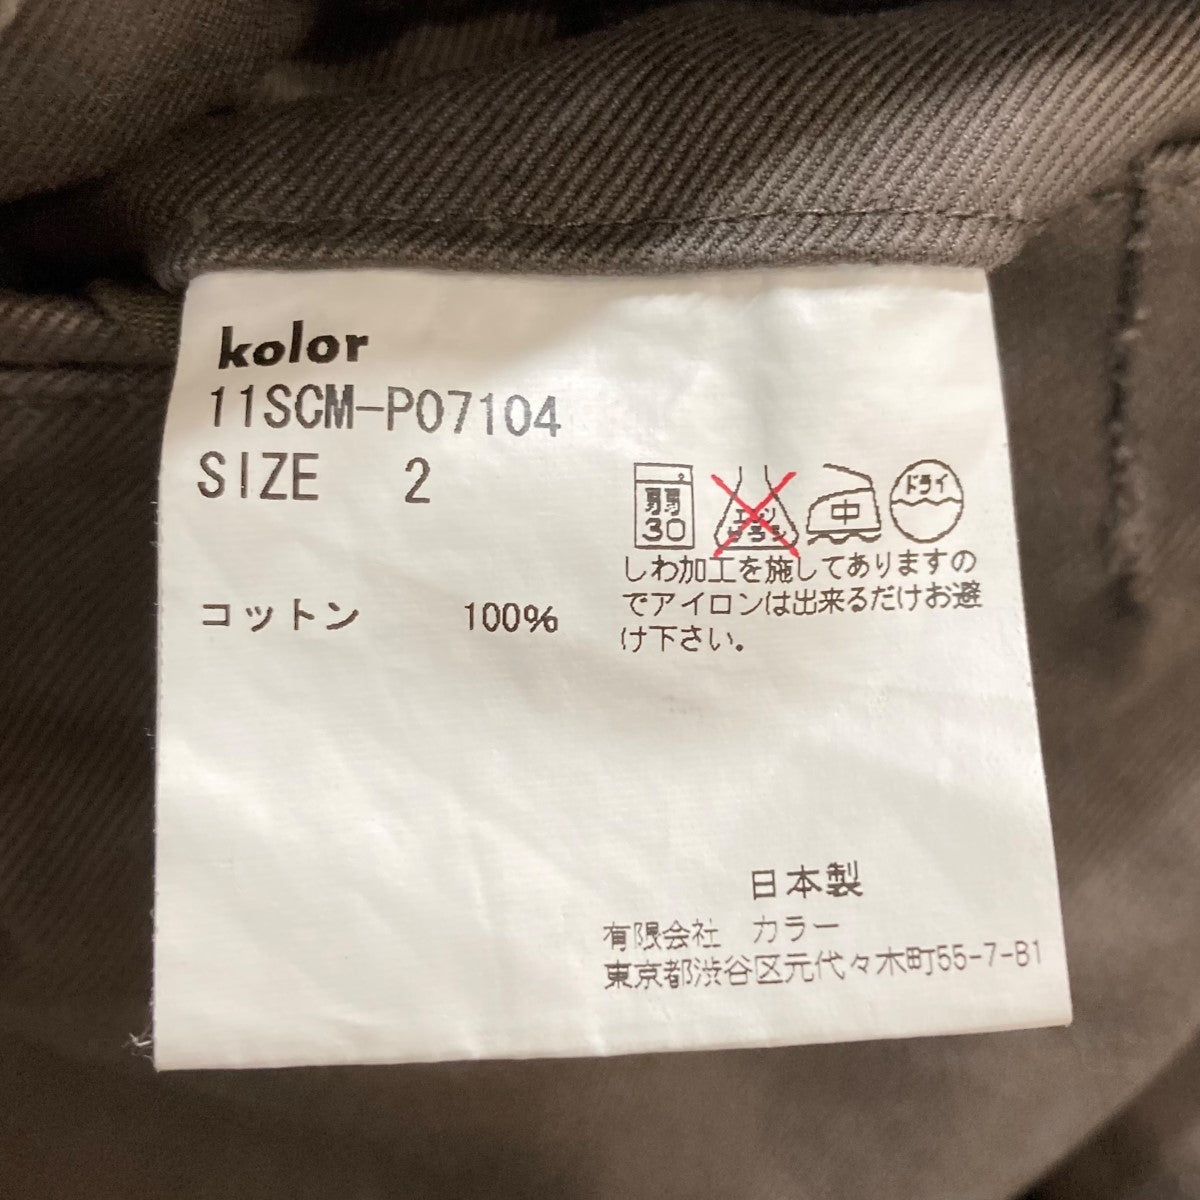 kolor
11SCM-P07104
SIZE 2
弱
30
エンソ
サラシ
中
ドライ
コットン 100%
しわ加工を施してありますの
でアイロンは出来るだけお避
け下さい。
日本製
有限会社 カラー
東京都渋谷区元代々木町55-7-B1